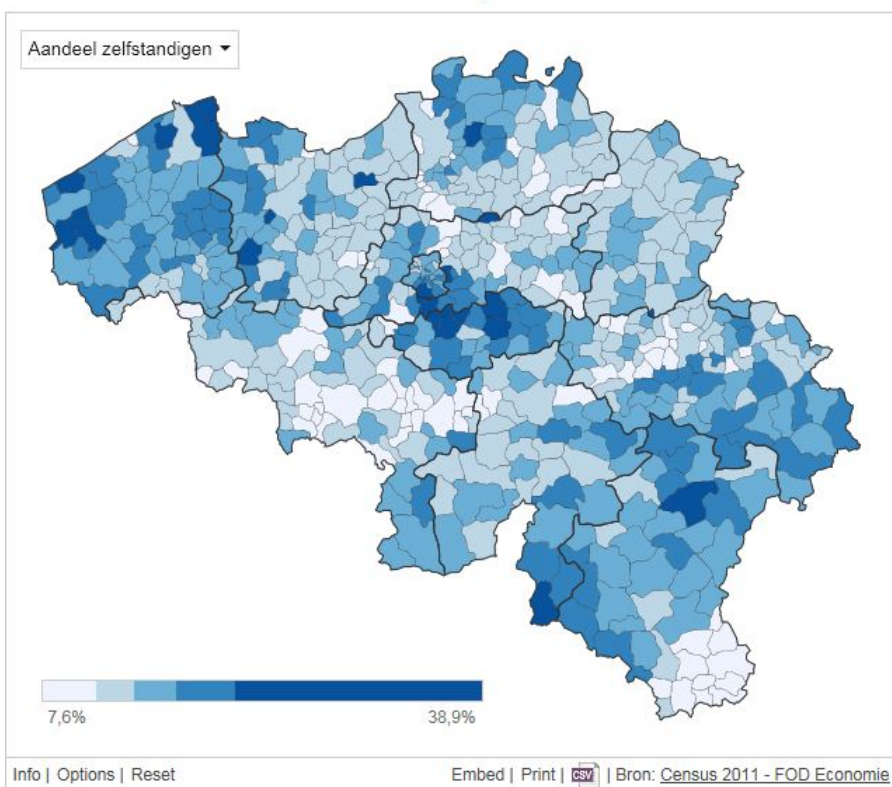 Aandeel zelfstandigen
7,6% 38,9%
Info | Options | Reset Embed | Print | CSV | Bron: Census 2011 - FOD Economie